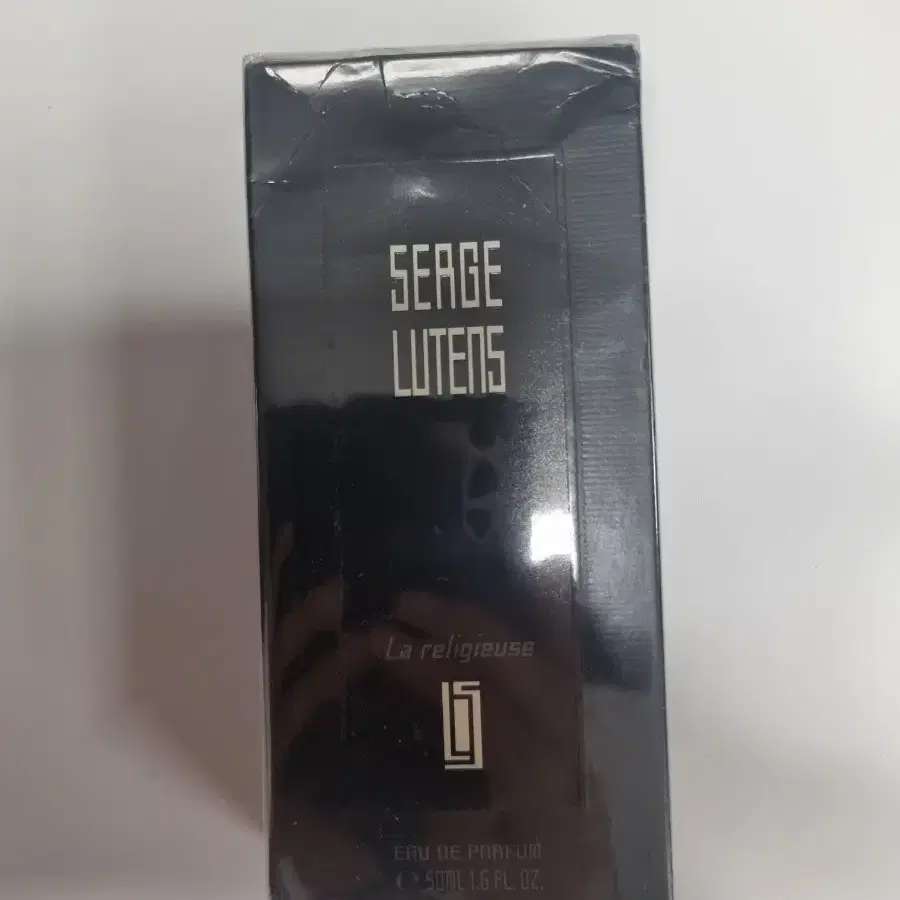 SERGE
LUTENS
La religieuse
EAU DE PARFUM
℮ 50ML 1.6 FL. OZ.